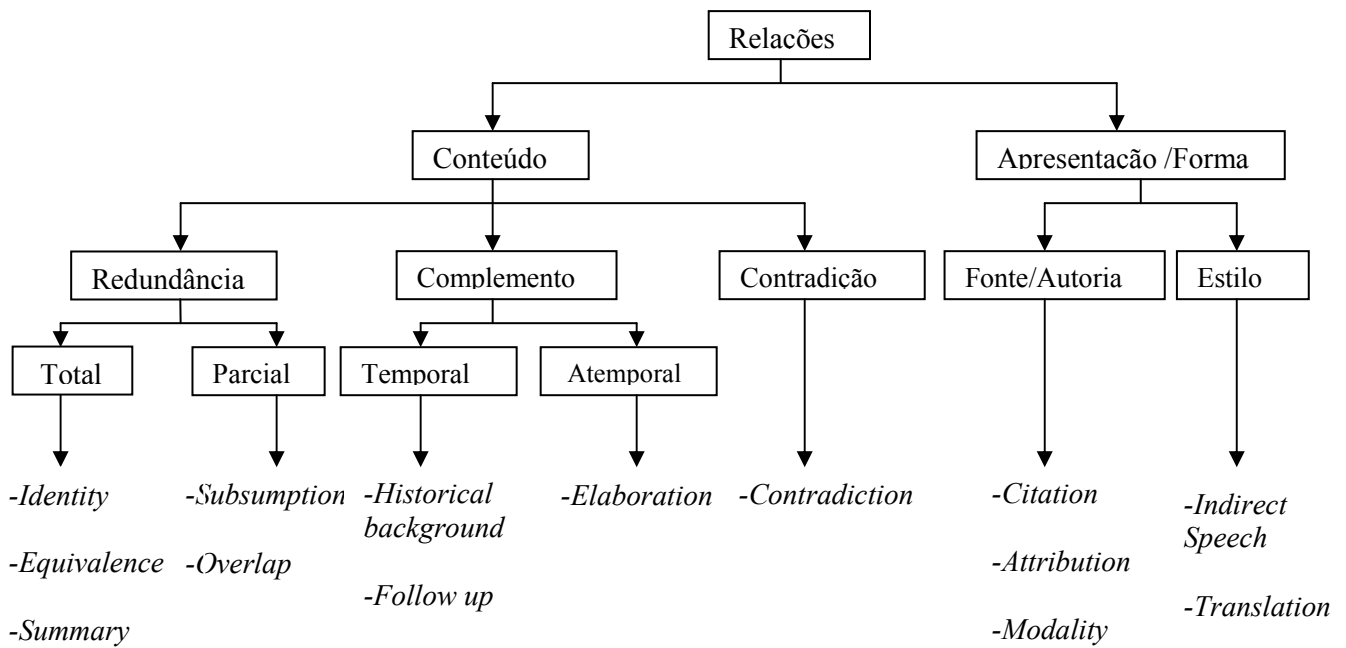 Relações
Conteúdo
Apresentação /Forma
Redundância
Complemento
Contradição
Fonte/Autoria
Estilo
Total
Parcial
Temporal
Atemporal
-Identity
-Equivalence
-Summary
-Subsumption
-Overlap
-Historical
background
-Follow up
-Elaboration
-Contradiction
-Citation
-Attribution
-Modality
-Indirect
Speech
-Translation